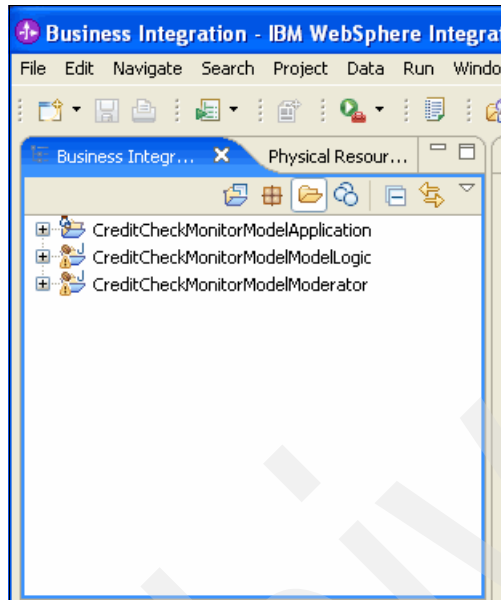 Business Integration - IBM WebSphere Integra
File Edit Navigate Search Project Data Run Windo
Business Integr... Physical Resour...
CreditCheckMonitorModelApplication
CreditCheckMonitorModelModelLogic
CreditCheckMonitorModelModerator